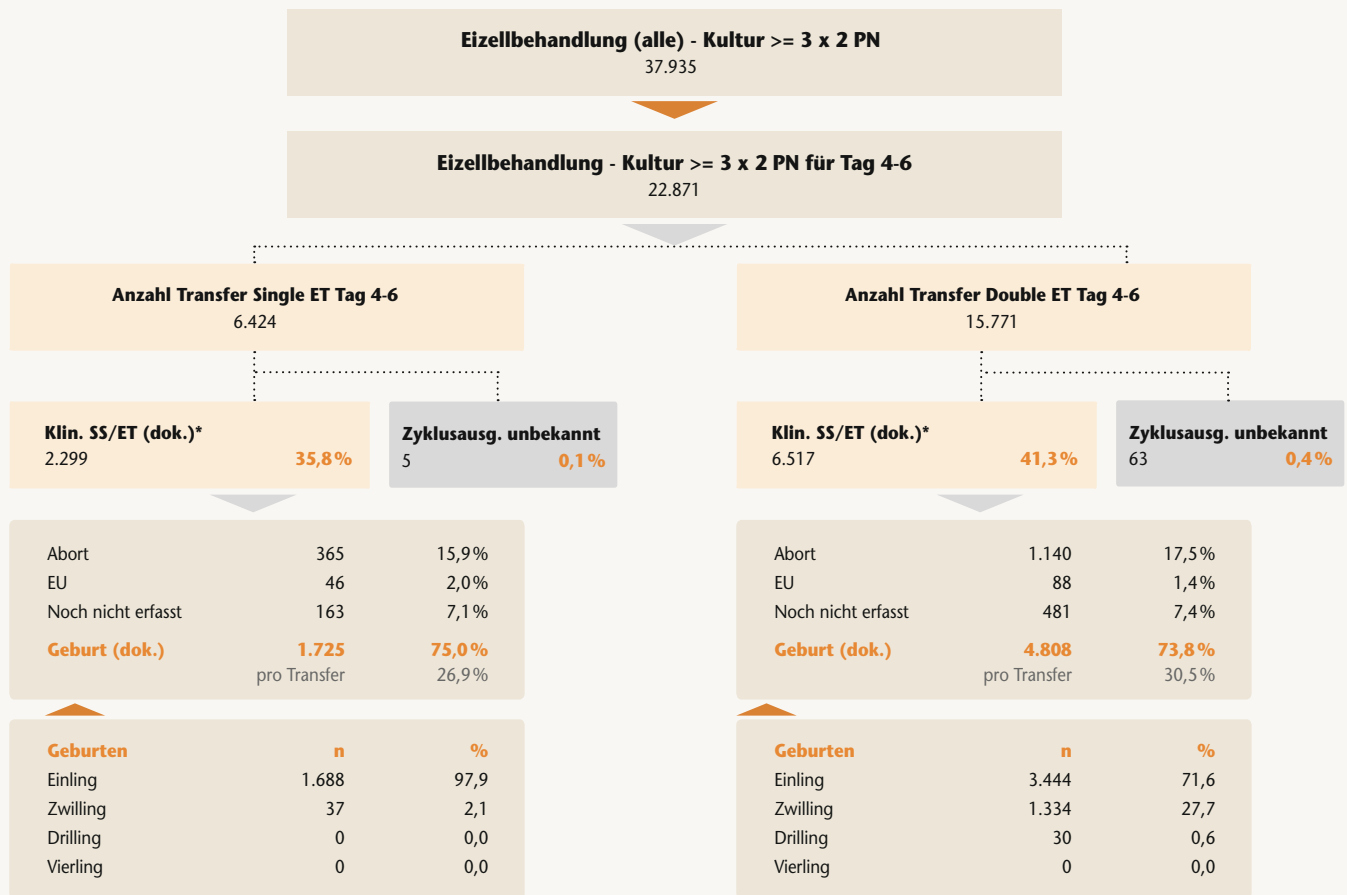 Eizellbehandlung (alle) - Kultur >= 3 x 2 PN
37.935
Eizellbehandlung - Kultur >= 3 x 2 PN für Tag 4-6
22.871
Anzahl Transfer Single ET Tag 4-6
6.424
Klin. SS/ET (dok.)*
2.299 35,8 %
Zyklusausg. unbekannt
5 0,1 %
Abort 365 15,9 %
EU 46 2,0 %
Noch nicht erfasst 163 7,1 %
Geburt (dok.) 1.725 75,0 %
pro Transfer 26,9 %
Geburten n %
Einling 1.688 97,9
Zwilling 37 2,1
Drilling 0 0,0
Vierling 0 0,0
Anzahl Transfer Double ET Tag 4-6
15.771
Klin. SS/ET (dok.)*
6.517 41,3 %
Zyklusausg. unbekannt
63 0,4 %
Abort 1.140 17,5 %
EU 88 1,4 %
Noch nicht erfasst 481 7,4 %
Geburt (dok.) 4.808 73,8 %
pro Transfer 30,5 %
Geburten n %
Einling 3.444 71,6
Zwilling 1.334 27,7
Drilling 30 0,6
Vierling 0 0,0